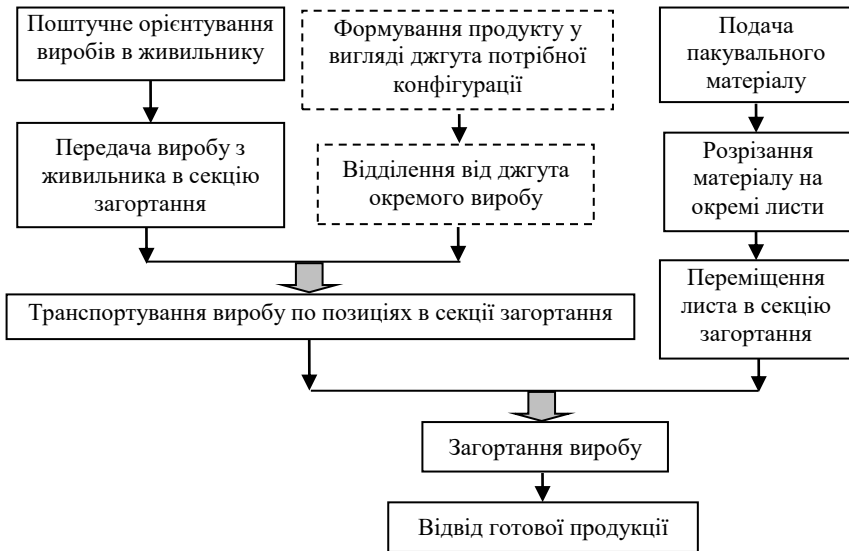 Поштучне орієнтування
виробів в живильнику
Формування продукту у
вигляді джгута потрібної
конфігурації
Подача
пакувального
матеріалу
Передача виробу з
живильника в секцію
загортання
Відділення від джгута
окремого виробу
Розрізання
матеріалу на
окремі листи
Транспортування виробу по позиціях в секції загортання
Переміщення
листа в секцію
загортання
Загортання виробу
Відвід готової продукції